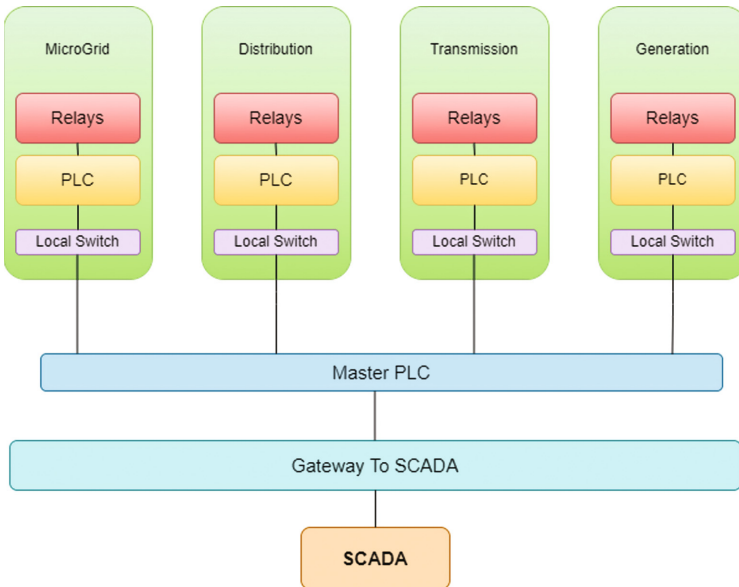 MicroGrid
Distribution
Transmission
Generation
Relays
Relays
Relays
Relays
PLC
PLC
PLC
PLC
Local Switch
Local Switch
Local Switch
Local Switch
Master PLC
Gateway To SCADA
SCADA